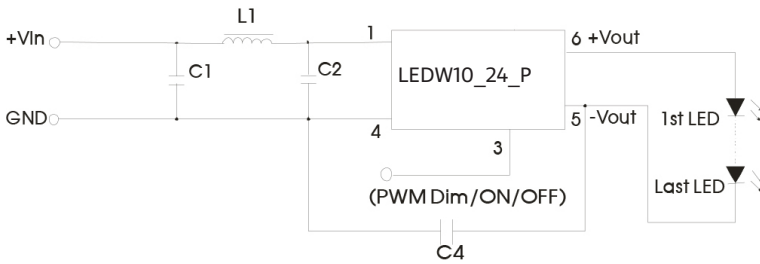 L1
+VIn
1
6 +Vout
C1
C2
LEDW10_24_P
GND
4
5 -Vout
1st LED
3
(PWM Dim/ON/OFF)
Last LED
C4